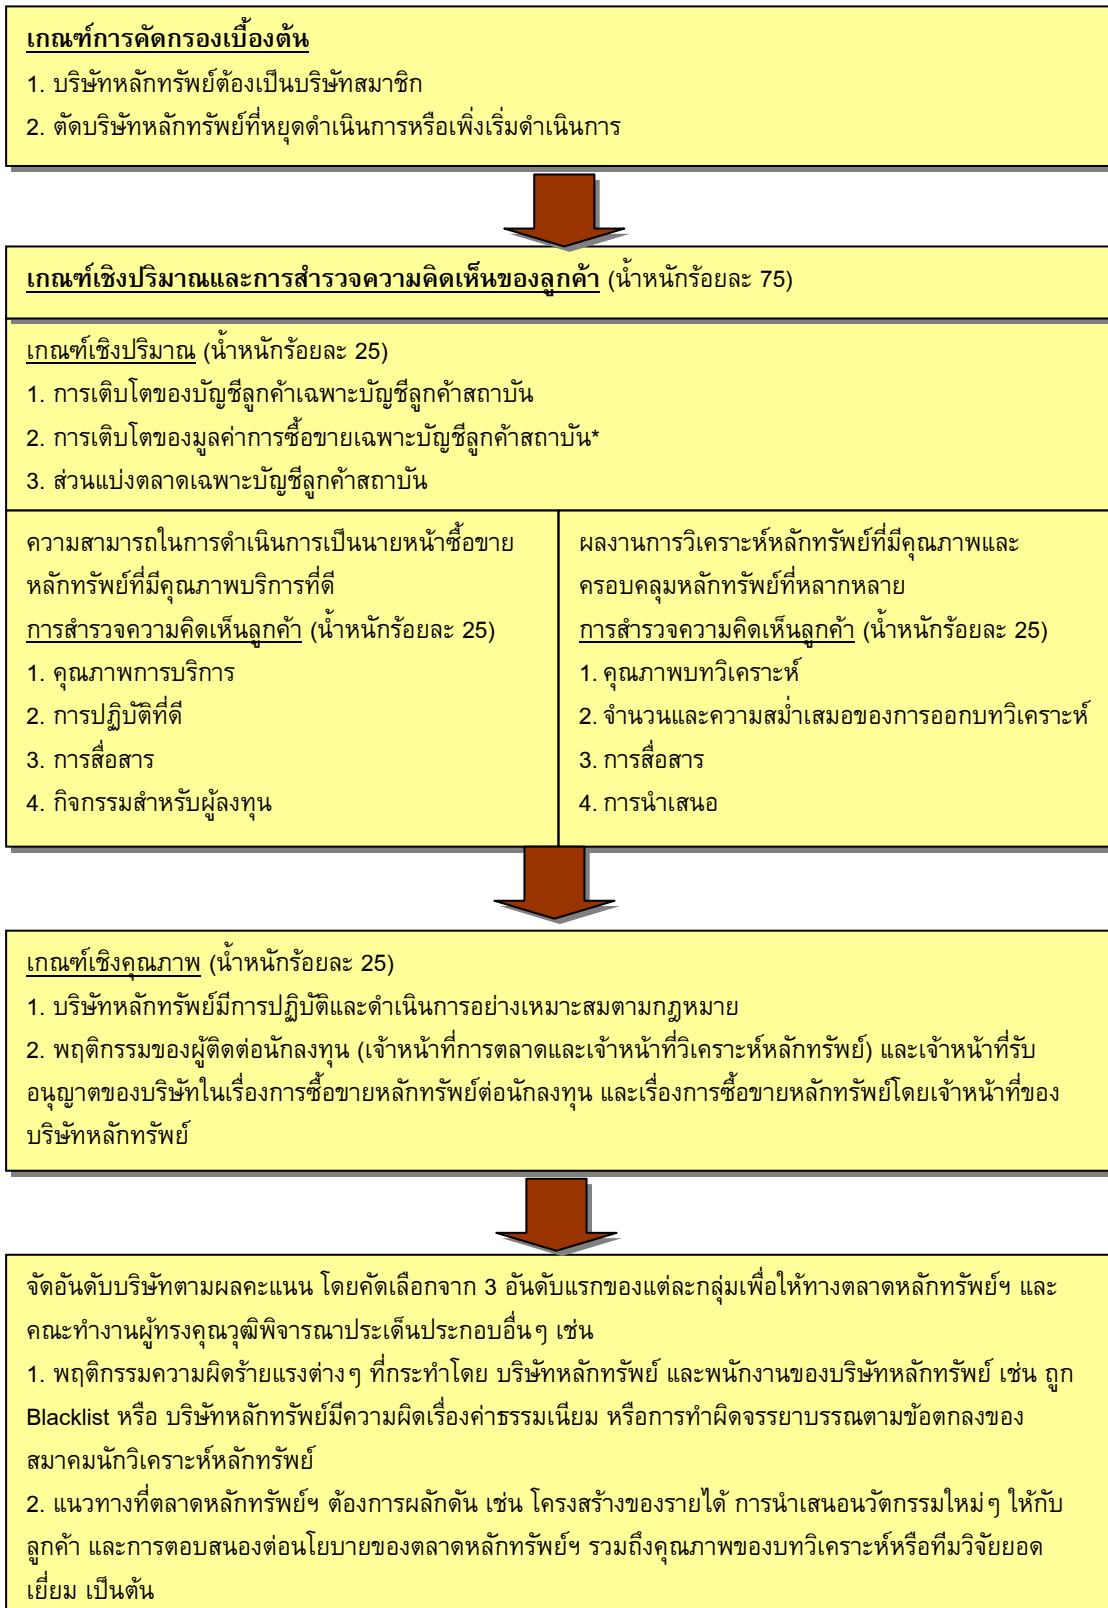 เกณฑ์การคัดกรองเบื้องต้น
1. บริษัทหลักทรัพย์ต้องเป็นบริษัทสมาชิก
2. ตัดบริษัทหลักทรัพย์ที่หยุดดำเนินการหรือเพิ่งเริ่มดำเนินการ
เกณฑ์เชิงปริมาณและการสำรวจความคิดเห็นของลูกค้า (น้ำหนักร้อยละ 75)
เกณฑ์เชิงปริมาณ (น้ำหนักร้อยละ 25)
1. การเติบโตของบัญชีลูกค้าเฉพาะบัญชีลูกค้าสถาบัน
2. การเติบโตของมูลค่าการซื้อขายเฉพาะบัญชีลูกค้าสถาบัน*
3. ส่วนแบ่งตลาดเฉพาะบัญชีลูกค้าสถาบัน
ความสามารถในการดำเนินการเป็นนายหน้าซื้อขาย
หลักทรัพย์ที่มีคุณภาพบริการที่ดี
การสำรวจความคิดเห็นลูกค้า (น้ำหนักร้อยละ 25)
1. คุณภาพการบริการ
2. การปฏิบัติที่ดี
3. การสื่อสาร
4. กิจกรรมสำหรับผู้ลงทุน
ผลงานการวิเคราะห์หลักทรัพย์ที่มีคุณภาพและ
ครอบคลุมหลักทรัพย์ที่หลากหลาย
การสำรวจความคิดเห็นลูกค้า (น้ำหนักร้อยละ 25)
1. คุณภาพบทวิเคราะห์
2. จำนวนและความสม่ำเสมอของการออกบทวิเคราะห์
3. การสื่อสาร
4. การนำเสนอ
เกณฑ์เชิงคุณภาพ (น้ำหนักร้อยละ 25)
1. บริษัทหลักทรัพย์มีการปฏิบัติและดำเนินการอย่างเหมาะสมตามกฎหมาย
2. พฤติกรรมของผู้ติดต่อนักลงทุน (เจ้าหน้าที่การตลาดและเจ้าหน้าที่วิเคราะห์หลักทรัพย์) และเจ้าหน้าที่รับ
อนุญาตของบริษัทในเรื่องการซื้อขายหลักทรัพย์ต่อนักลงทุน และเรื่องการซื้อขายหลักทรัพย์โดยเจ้าหน้าที่ของ
บริษัทหลักทรัพย์
จัดอันดับบริษัทตามผลคะแนน โดยคัดเลือกจาก 3 อันดับแรกของแต่ละกลุ่มเพื่อให้ทางตลาดหลักทรัพย์ฯ และ
คณะทำงานผู้ทรงคุณวุฒิพิจารณาประเด็นประกอบอื่นๆ เช่น
1. พฤติกรรมความผิดร้ายแรงต่างๆ ที่กระทำโดย บริษัทหลักทรัพย์ และพนักงานของบริษัทหลักทรัพย์ เช่น ถูก
Blacklist หรือ บริษัทหลักทรัพย์มีความผิดเรื่องค่าธรรมเนียม หรือการทำผิดจรรยาบรรณตามข้อตกลงของ
สมาคมนักวิเคราะห์หลักทรัพย์
2. แนวทางที่ตลาดหลักทรัพย์ฯ ต้องการผลักดัน เช่น โครงสร้างของรายได้ การนำเสนอนวัตกรรมใหม่ๆ ให้กับ
ลูกค้า และการตอบสนองต่อนโยบายของตลาดหลักทรัพย์ฯ รวมถึงคุณภาพของบทวิเคราะห์หรือทีมวิจัยยอด
เยี่ยม เป็นต้น